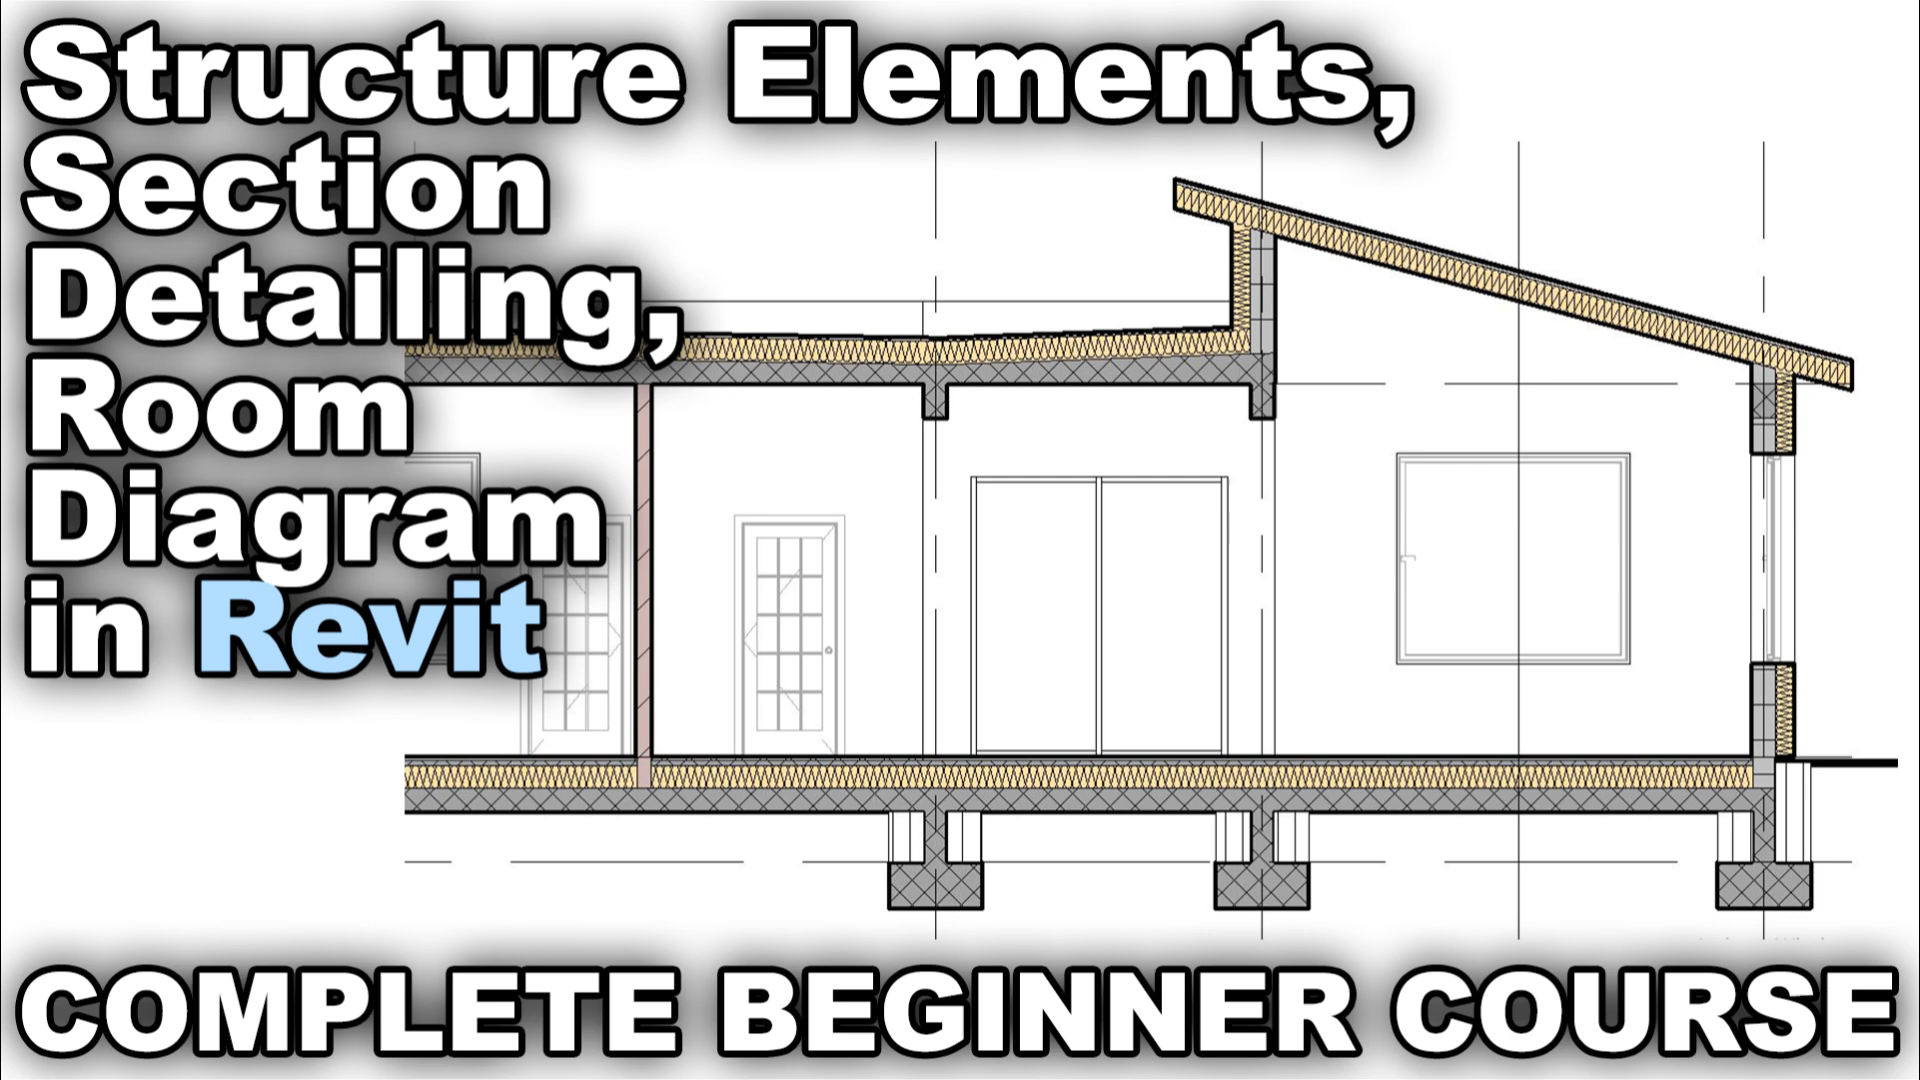 Structure Elements,
Section
Detailing,
Room
Diagram
in Revit
COMPLETE BEGINNER COURSE